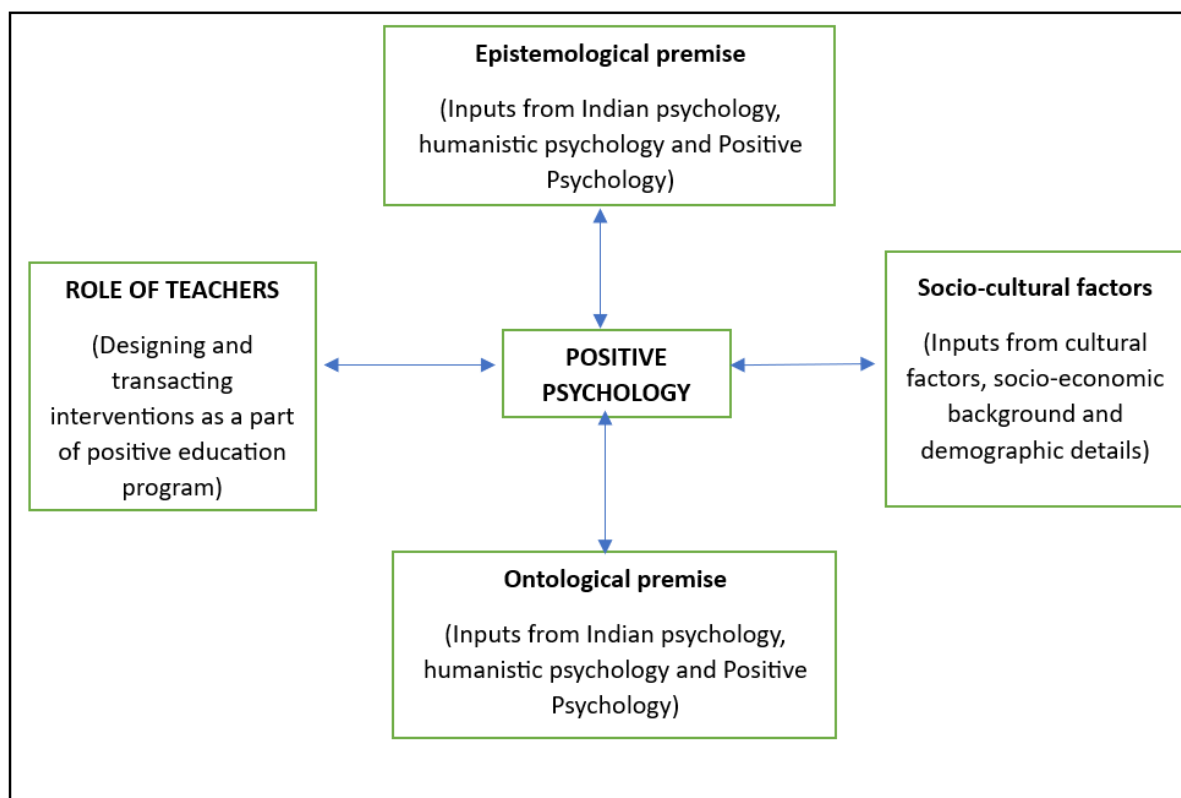 Epistemological premise
(Inputs from Indian psychology,
humanistic psychology and Positive
Psychology)
ROLE OF TEACHERS
(Designing and
transacting
interventions as a part
of positive education
program)
POSITIVE
PSYCHOLOGY
Socio-cultural factors
(Inputs from cultural
factors, socio-economic
background and
demographic details)
Ontological premise
(Inputs from Indian psychology,
humanistic psychology and Positive
Psychology)